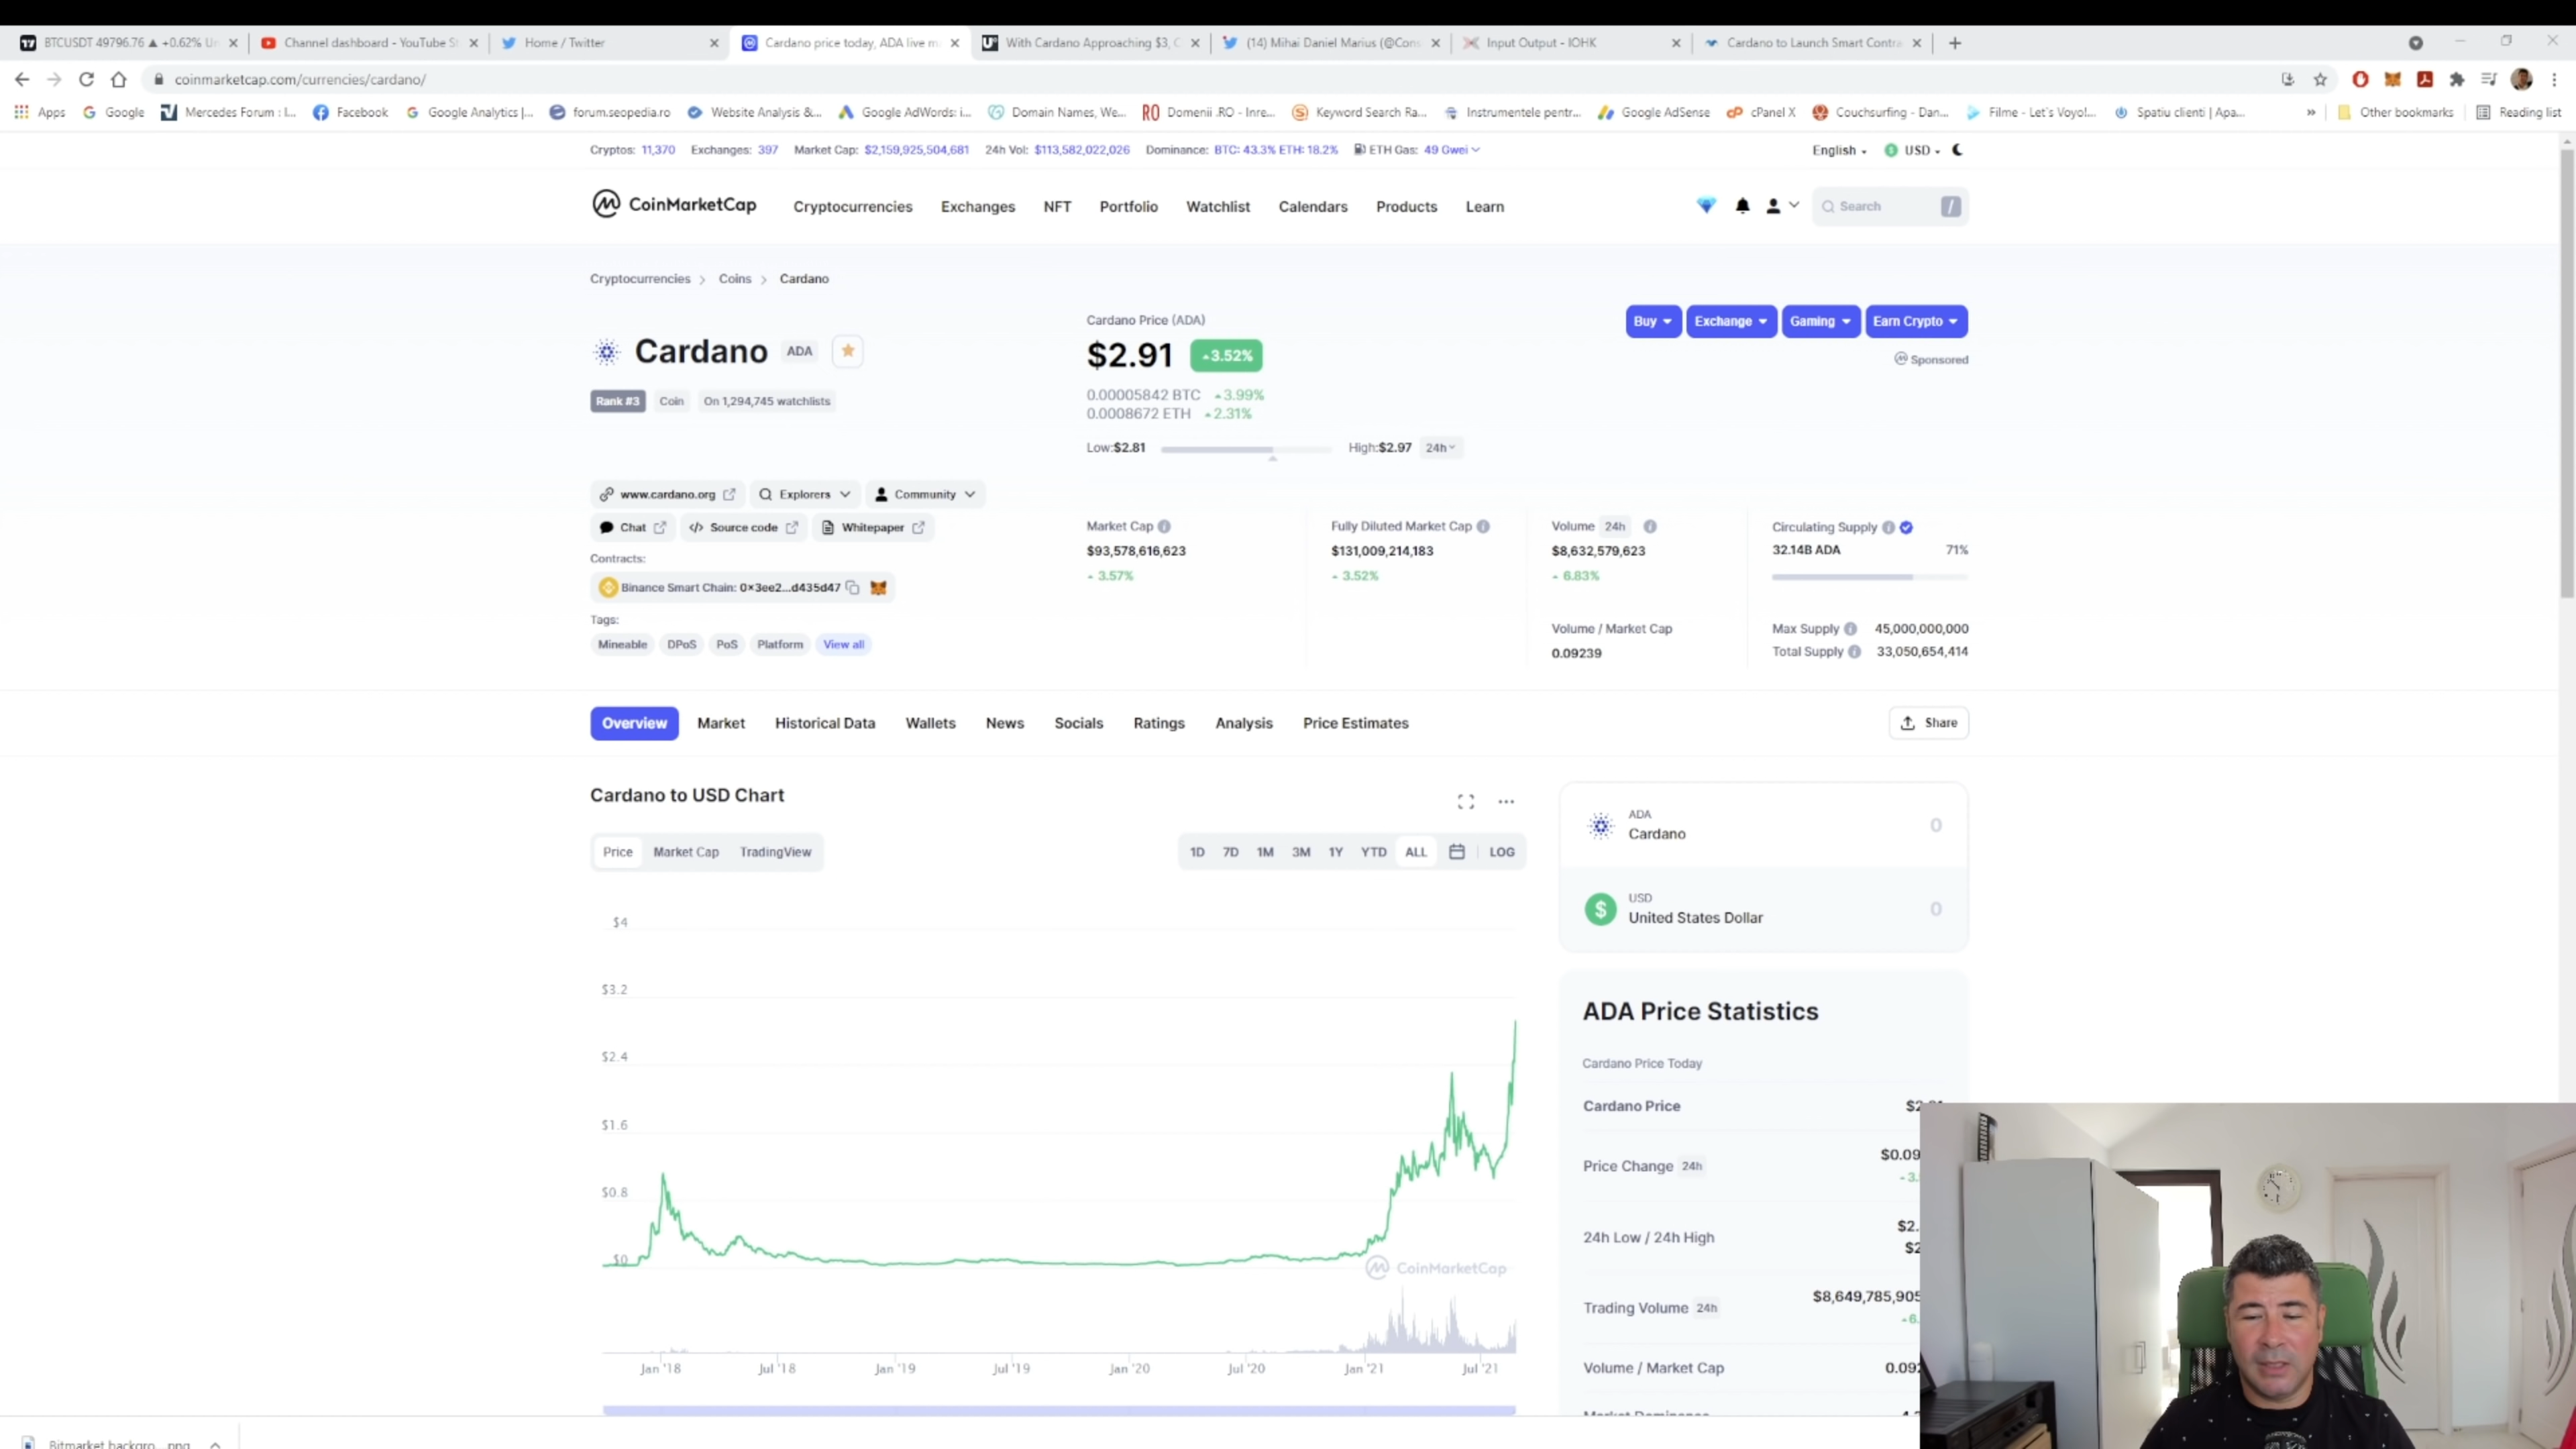 BTCUSDT 49796.76 ▲ +0.62% Un
Channel dashboard - YouTube St
Home / Twitter
Cardano price today, ADA live m
With Cardano Approaching $3, C
(14) Mihai Daniel Marius (@Cons
Input Output - IOHK
Cardano to Launch Smart Contra
coinmarketcap.com/currencies/cardano/
Apps
Google
Mercedes Forum : I...
Facebook
Google Analytics |...
forum.seopedia.ro
Website Analysis &...
Google AdWords: i...
Domain Names, We...
RO Domenii .RO - Inre...
Keyword Search Ra...
Instrumentele pentr...
Google AdSense
cPanel X
Couchsurfing - Dan...
Filme - Let's Voyo!...
Spatiu clienti | Apa...
»
Other bookmarks
Reading list
Cryptos: 11,370 Exchanges: 397 Market Cap: $2,159,925,504,681 24h Vol: $113,582,022,026 Dominance: BTC: 43.3% ETH: 18.2% ETH Gas: 49 Gwei
English USD
CoinMarketCap
Cryptocurrencies Exchanges NFT Portfolio Watchlist Calendars Products Learn
Search /
Cryptocurrencies > Coins > Cardano
Cardano ADA
Rank #3 Coin On 1,294,745 watchlists
Cardano Price (ADA)
$2.91 3.52%
0.00005842 BTC 3.99%
0.0008672 ETH 2.31%
Low:$2.81 High:$2.97 24h
Buy Exchange Gaming Earn Crypto
Sponsored
www.cardano.org Explorers Community
Chat Source code Whitepaper
Contracts:
Binance Smart Chain: 0x3ee2...d435d47
Tags:
Mineable DPoS PoS Platform View all
Market Cap
$93,578,616,623
3.57%
Fully Diluted Market Cap
$131,009,214,183
3.52%
Volume 24h
$8,632,579,623
6.83%
Volume / Market Cap
0.09239
Circulating Supply
32.14B ADA 71%
Max Supply 45,000,000,000
Total Supply 33,050,654,414
Overview Market Historical Data Wallets News Socials Ratings Analysis Price Estimates
Share
Cardano to USD Chart
Price Market Cap TradingView
1D 7D 1M 3M 1Y YTD ALL LOG
$4
$3.2
$2.4
$1.6
$0.8
$0
CoinMarketCap
Jan '18 Jul '18 Jan '19 Jul '19 Jan '20 Jul '20 Jan '21 Jul '21
ADA
Cardano 0
USD
United States Dollar 0
ADA Price Statistics
Cardano Price Today
Cardano Price
Price Change 24h $0.09
24h Low / 24h High $2.
Trading Volume 24h $8,649,785,905
Volume / Market Cap 0.092
Bitmarket backgro....png